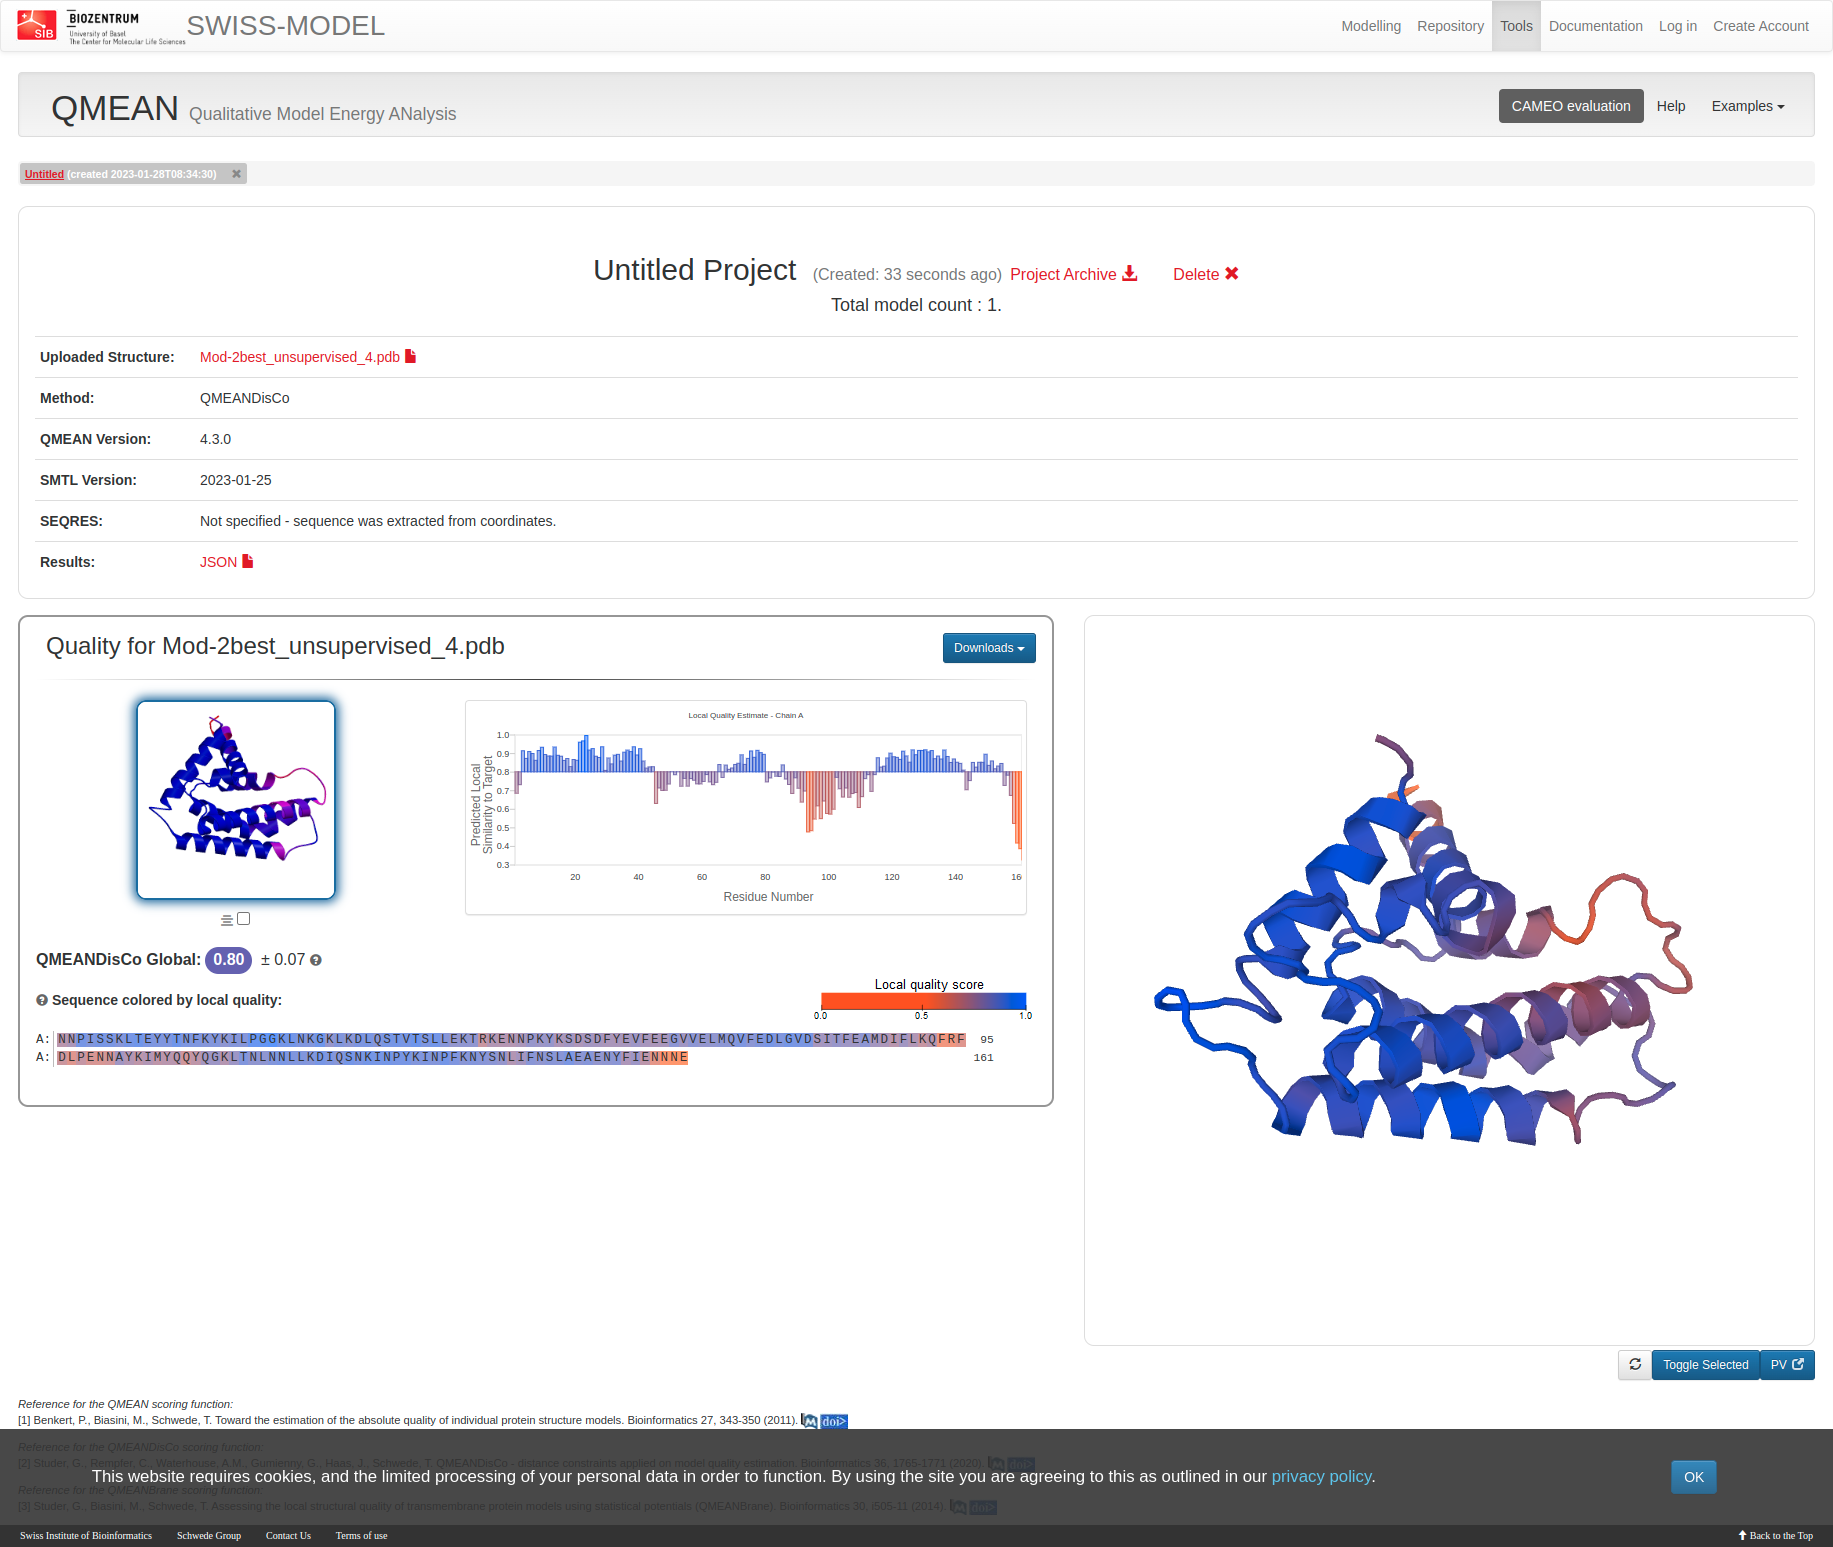 SIB
BIOZENTRUM
University of Basel
The Center for Molecular Life Sciences
SWISS-MODEL
Modelling Repository Tools Documentation Log in Create Account
QMEAN Qualitative Model Energy ANalysis
CAMEO evaluation Help Examples
Untitled (created 2023-01-28T08:34:30)
Untitled Project (Created: 33 seconds ago) Project Archive Delete
Total model count : 1.
Uploaded Structure: Mod-2best_unsupervised_4.pdb
Method: QMEANDisCo
QMEAN Version: 4.3.0
SMTL Version: 2023-01-25
SEQRES: Not specified - sequence was extracted from coordinates.
Results: JSON
Quality for Mod-2best_unsupervised_4.pdb
Downloads
Local Quality Estimate - Chain A
Predicted Local
Similarity to Target
1.0
0.9
0.8
0.7
0.6
0.5
0.4
0.3
20 40 60 80 100 120 140 16
Residue Number
QMEANDisCo Global: 0.80 ± 0.07
Sequence colored by local quality:
Local quality score
0.0 0.5 1.0
A: NNPISSKLTEYYTNFKYKILPGGKLNKGKLKDLQSTVTSLLEKTRKENNPKYKSDSDFYEVFEEGVVELMQVFEDLGVDSITFEAMDIFLKQFRF 95
A: DLPENNAYKIMYQQYQGKLTNLNNLLKDIQSNKINPYKINPFKNYSNLIFNSLAEAENYFIENNNE 161
Toggle Selected PV
Reference for the QMEAN scoring function:
[1] Benkert, P., Biasini, M., Schwede, T. Toward the estimation of the absolute quality of individual protein structure models. Bioinformatics 27, 343-350 (2011). M doi>
Reference for the QMEANDisCo scoring function:
[2] Studer, G., Rempfer, C., Waterhouse, A.M., Gumienny, G., Haas, J., Schwede, T. QMEANDisCo - distance constraints applied on model quality estimation. Bioinformatics 36, 1765-1771 (2020). M doi>
This website requires cookies, and the limited processing of your personal data in order to function. By using the site you are agreeing to this as outlined in our privacy policy.
OK
Reference for the QMEANBrane scoring function:
[3] Studer, G., Biasini, M., Schwede, T. Assessing the local structural quality of transmembrane protein models using statistical potentials (QMEANBrane). Bioinformatics 30, i505-11 (2014). M doi>
Swiss Institute of Bioinformatics Schwede Group Contact Us Terms of use Back to the Top